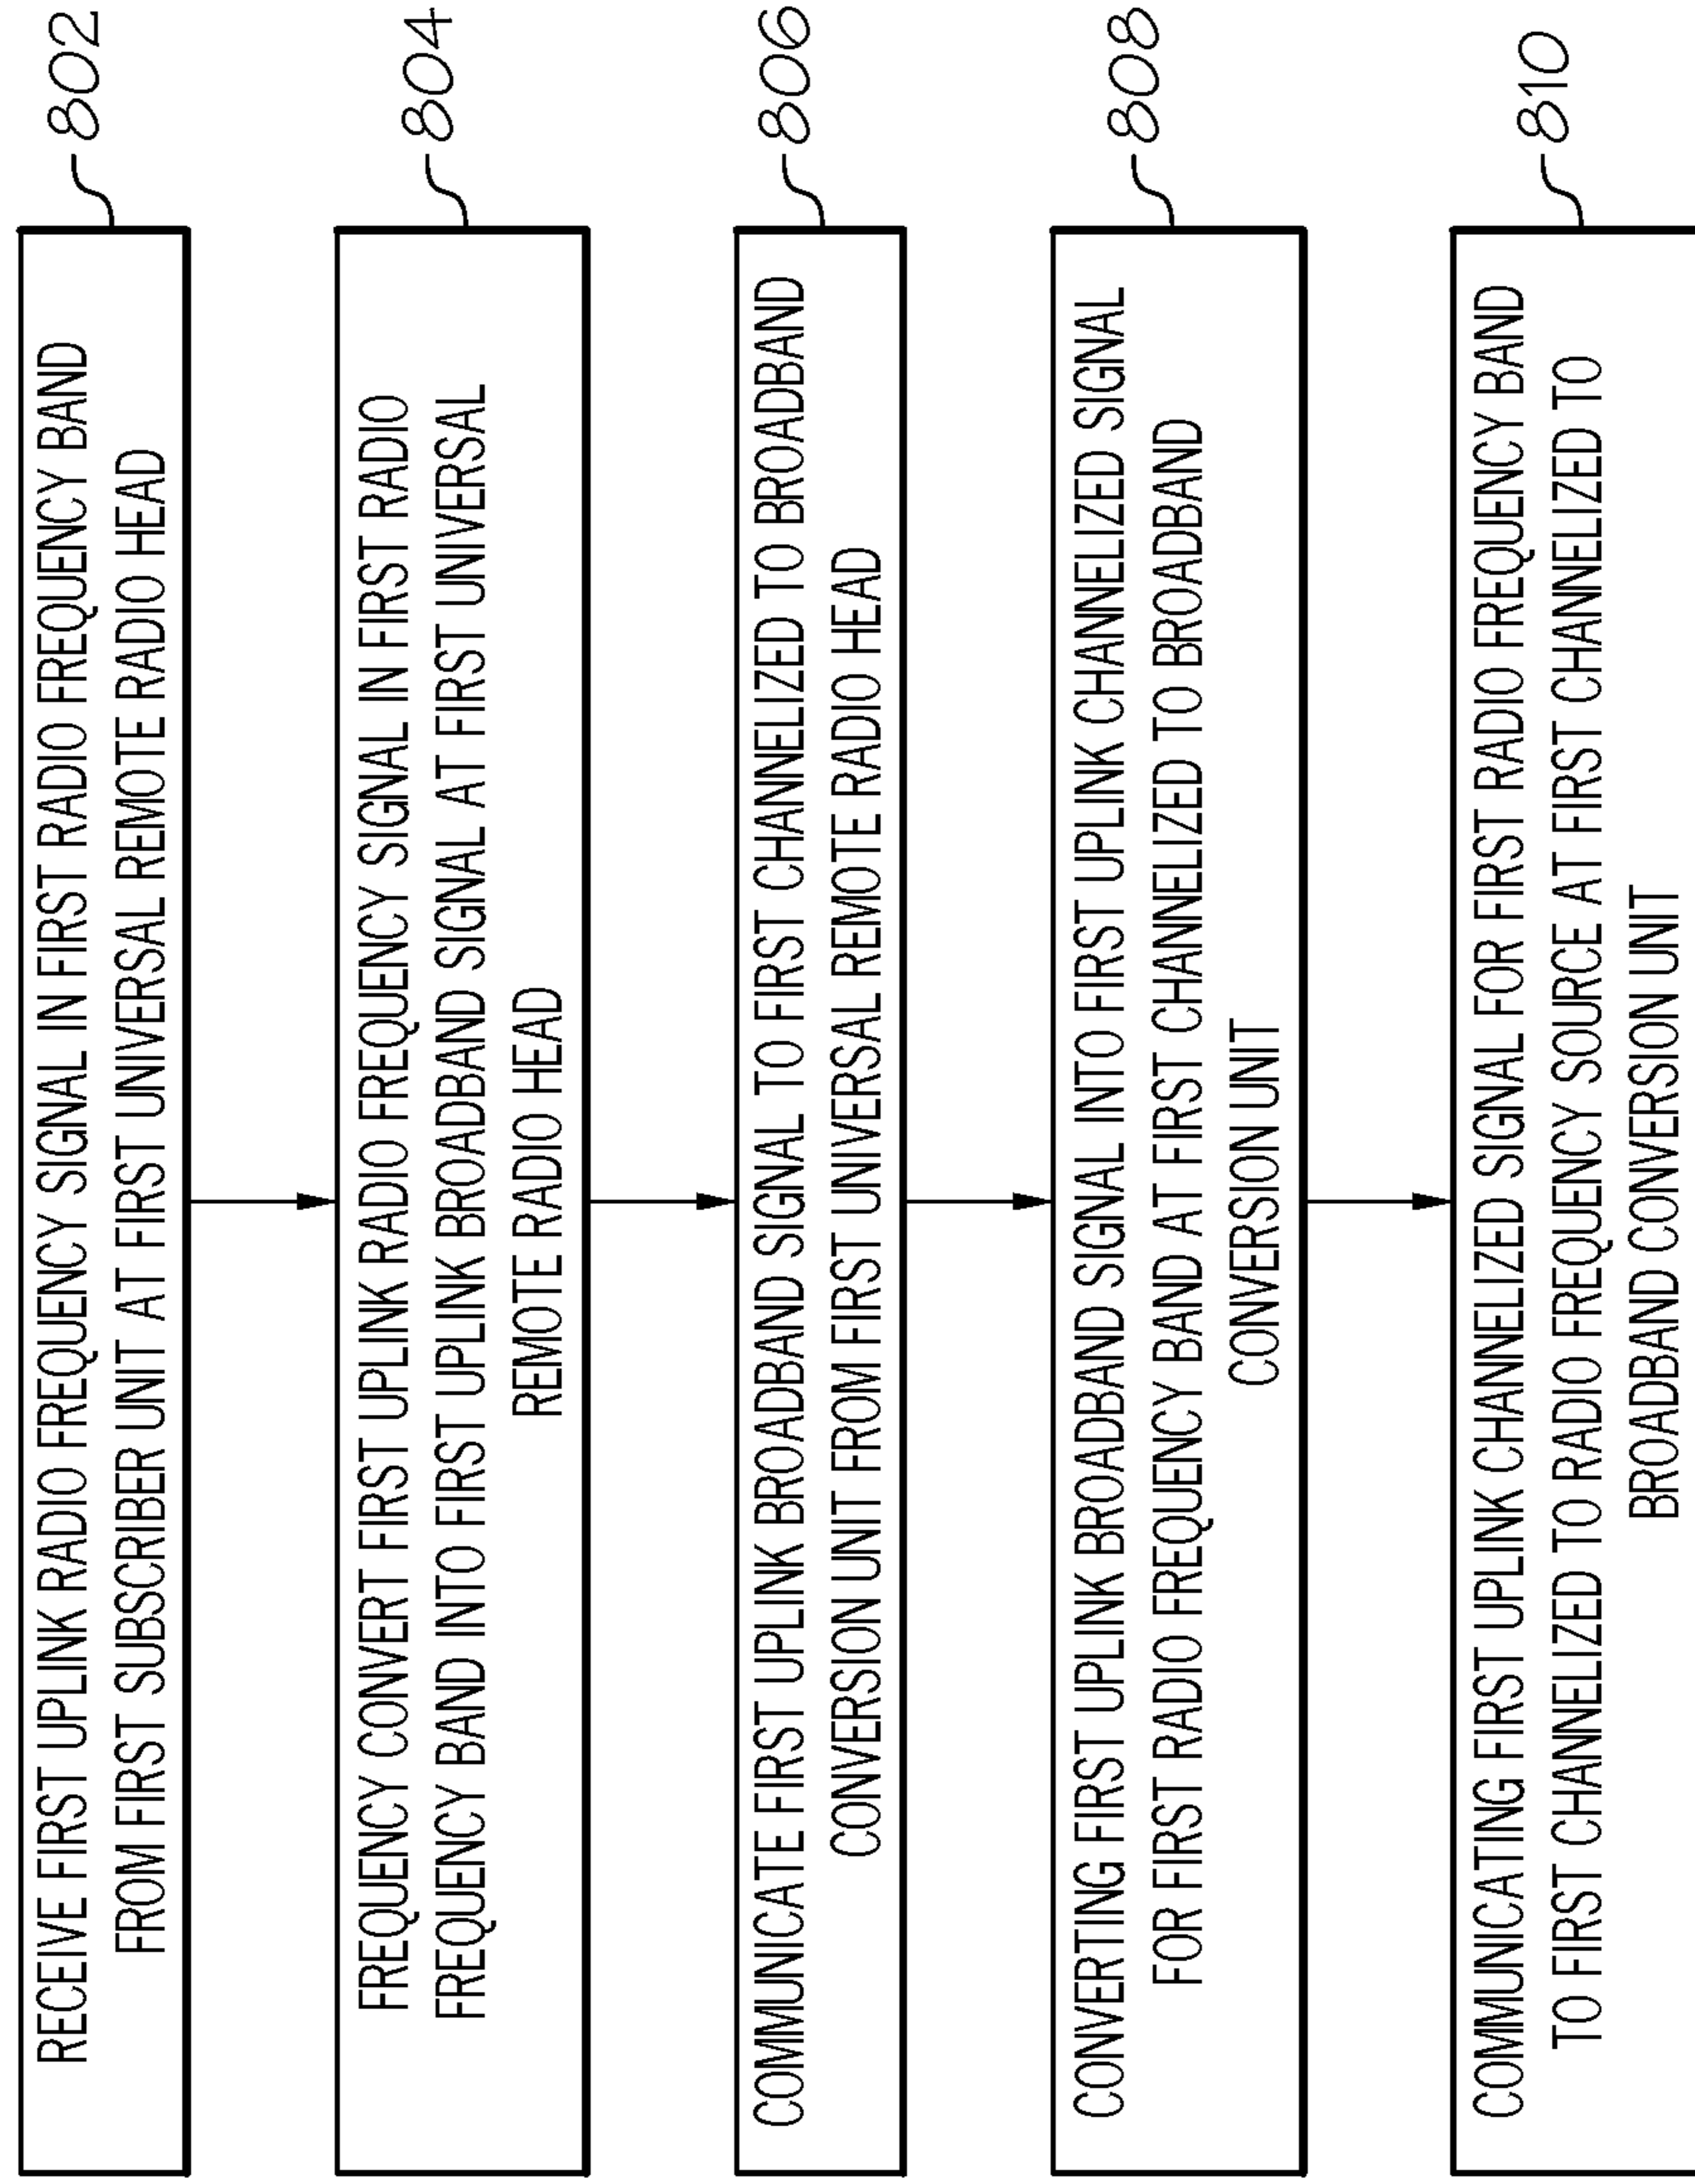 RECEIVE FIRST UPLINK RADIO FREQUENCY SIGNAL IN FIRST RADIO FREQUENCY BAND
FROM FIRST SUBSCRIBER UNIT AT FIRST UNIVERSAL REMOTE RADIO HEAD
802
FREQUENCY CONVERT FIRST UPLINK RADIO FREQUENCY SIGNAL IN FIRST RADIO
FREQUENCY BAND INTO FIRST UPLINK BROADBAND SIGNAL AT FIRST UNIVERSAL
REMOTE RADIO HEAD
804
COMMUNICATE FIRST UPLINK BROADBAND SIGNAL TO FIRST CHANNELIZED TO BROADBAND
CONVERSION UNIT FROM FIRST UNIVERSAL REMOTE RADIO HEAD
806
CONVERTING FIRST UPLINK BROADBAND SIGNAL INTO FIRST UPLINK CHANNELIZED SIGNAL
FOR FIRST RADIO FREQUENCY BAND AT FIRST CHANNELIZED TO BROADBAND
CONVERSION UNIT
808
COMMUNICATING FIRST UPLINK CHANNELIZED SIGNAL FOR FIRST RADIO FREQUENCY BAND
TO FIRST CHANNELIZED TO RADIO FREQUENCY SOURCE AT FIRST CHANNELIZED TO
BROADBAND CONVERSION UNIT
810